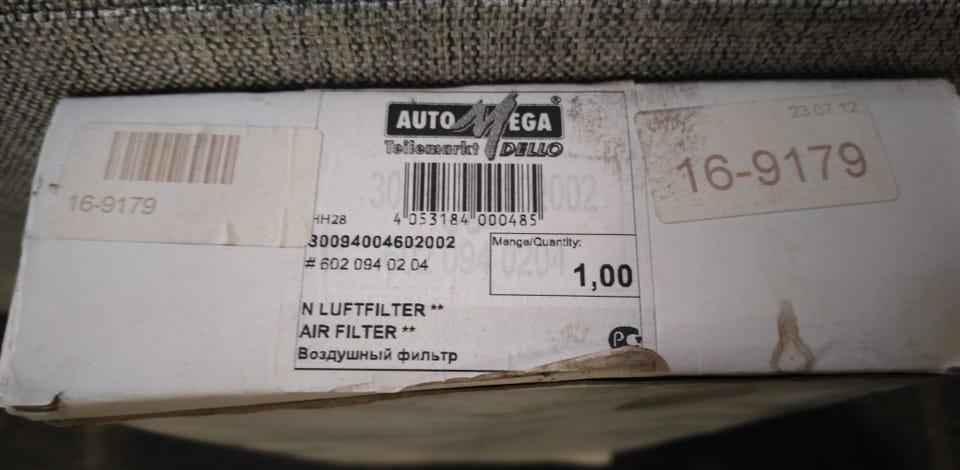 AUTO MEGA ®
Teilemarkt DELLO
4 053184 000485
HH28
30094004602002
# 602 094 02 04
Menge/Quantity:
1,00
N LUFTFILTER **
AIR FILTER **
Воздушный фильтр
РС
16-9179
23.07.12
16-9179